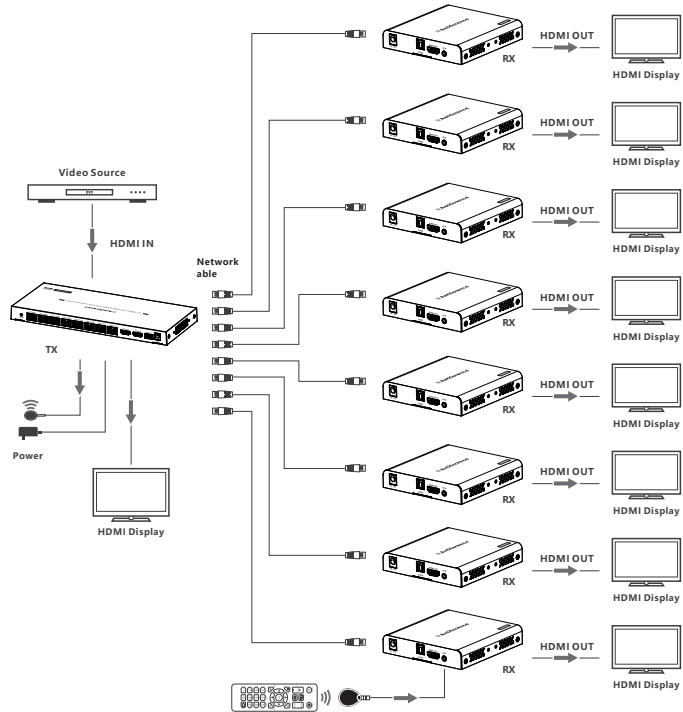 HDMI OUT
RX
HDMI Display
HDMI OUT
RX
HDMI Display
Video Source
DVD
HDMI IN
HDMI OUT
RX
HDMI Display
Network
able
HDMI OUT
RX
HDMI Display
TX
HDMI OUT
RX
HDMI Display
Power
HDMI Display
HDMI OUT
RX
HDMI Display
HDMI OUT
RX
HDMI Display
HDMI OUT
RX
HDMI Display